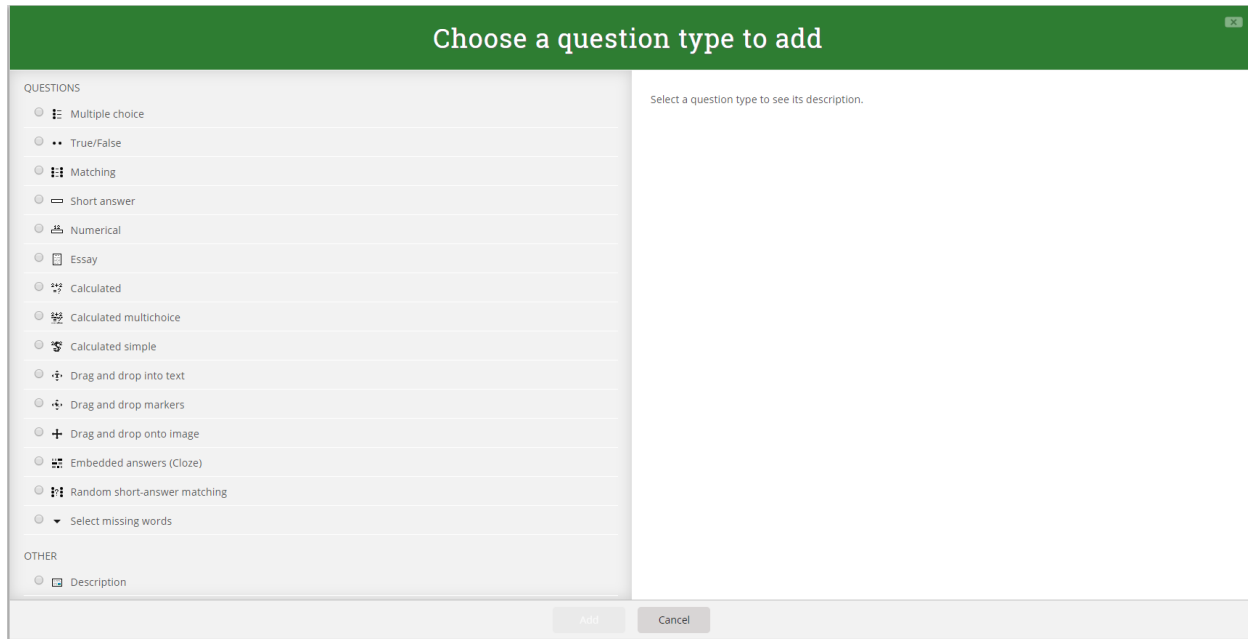 Choose a question type to add
QUESTIONS
Multiple choice
True/False
Matching
Short answer
Numerical
Essay
Calculated
Calculated multichoice
Calculated simple
Drag and drop into text
Drag and drop markers
Drag and drop onto image
Embedded answers (Cloze)
Random short-answer matching
Select missing words
OTHER
Description
Select a question type to see its description.
Add
Cancel